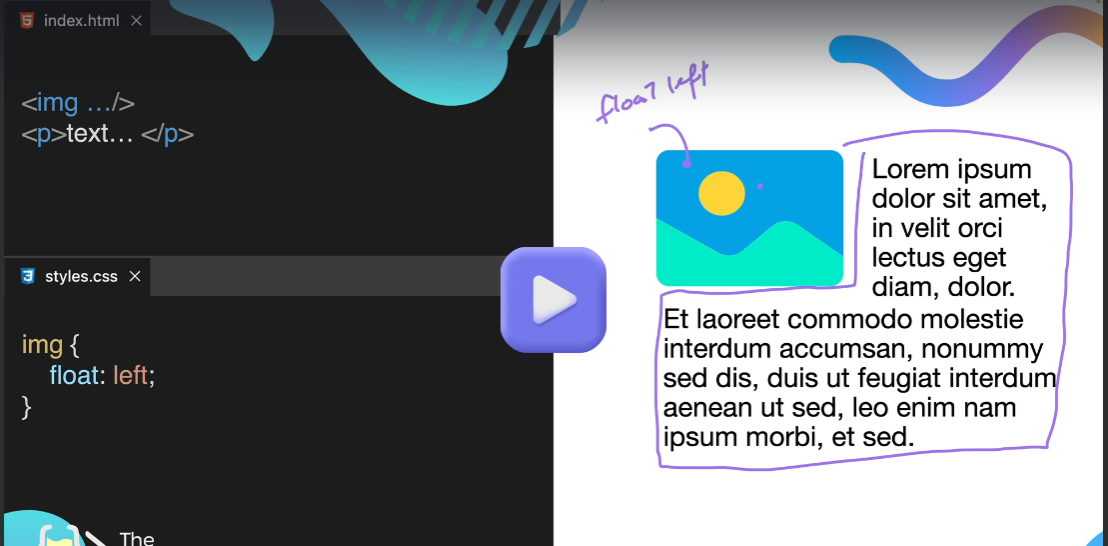 index.html
<img …/>
<p>text… </p>
styles.css
img {
float: left;
}
The
float left
Lorem ipsum
dolor sit amet,
in velit orci
lectus eget
diam, dolor.
Et laoreet commodo molestie
interdum accumsan, nonummy
sed dis, duis ut feugiat interdum
aenean ut sed, leo enim nam
ipsum morbi, et sed.